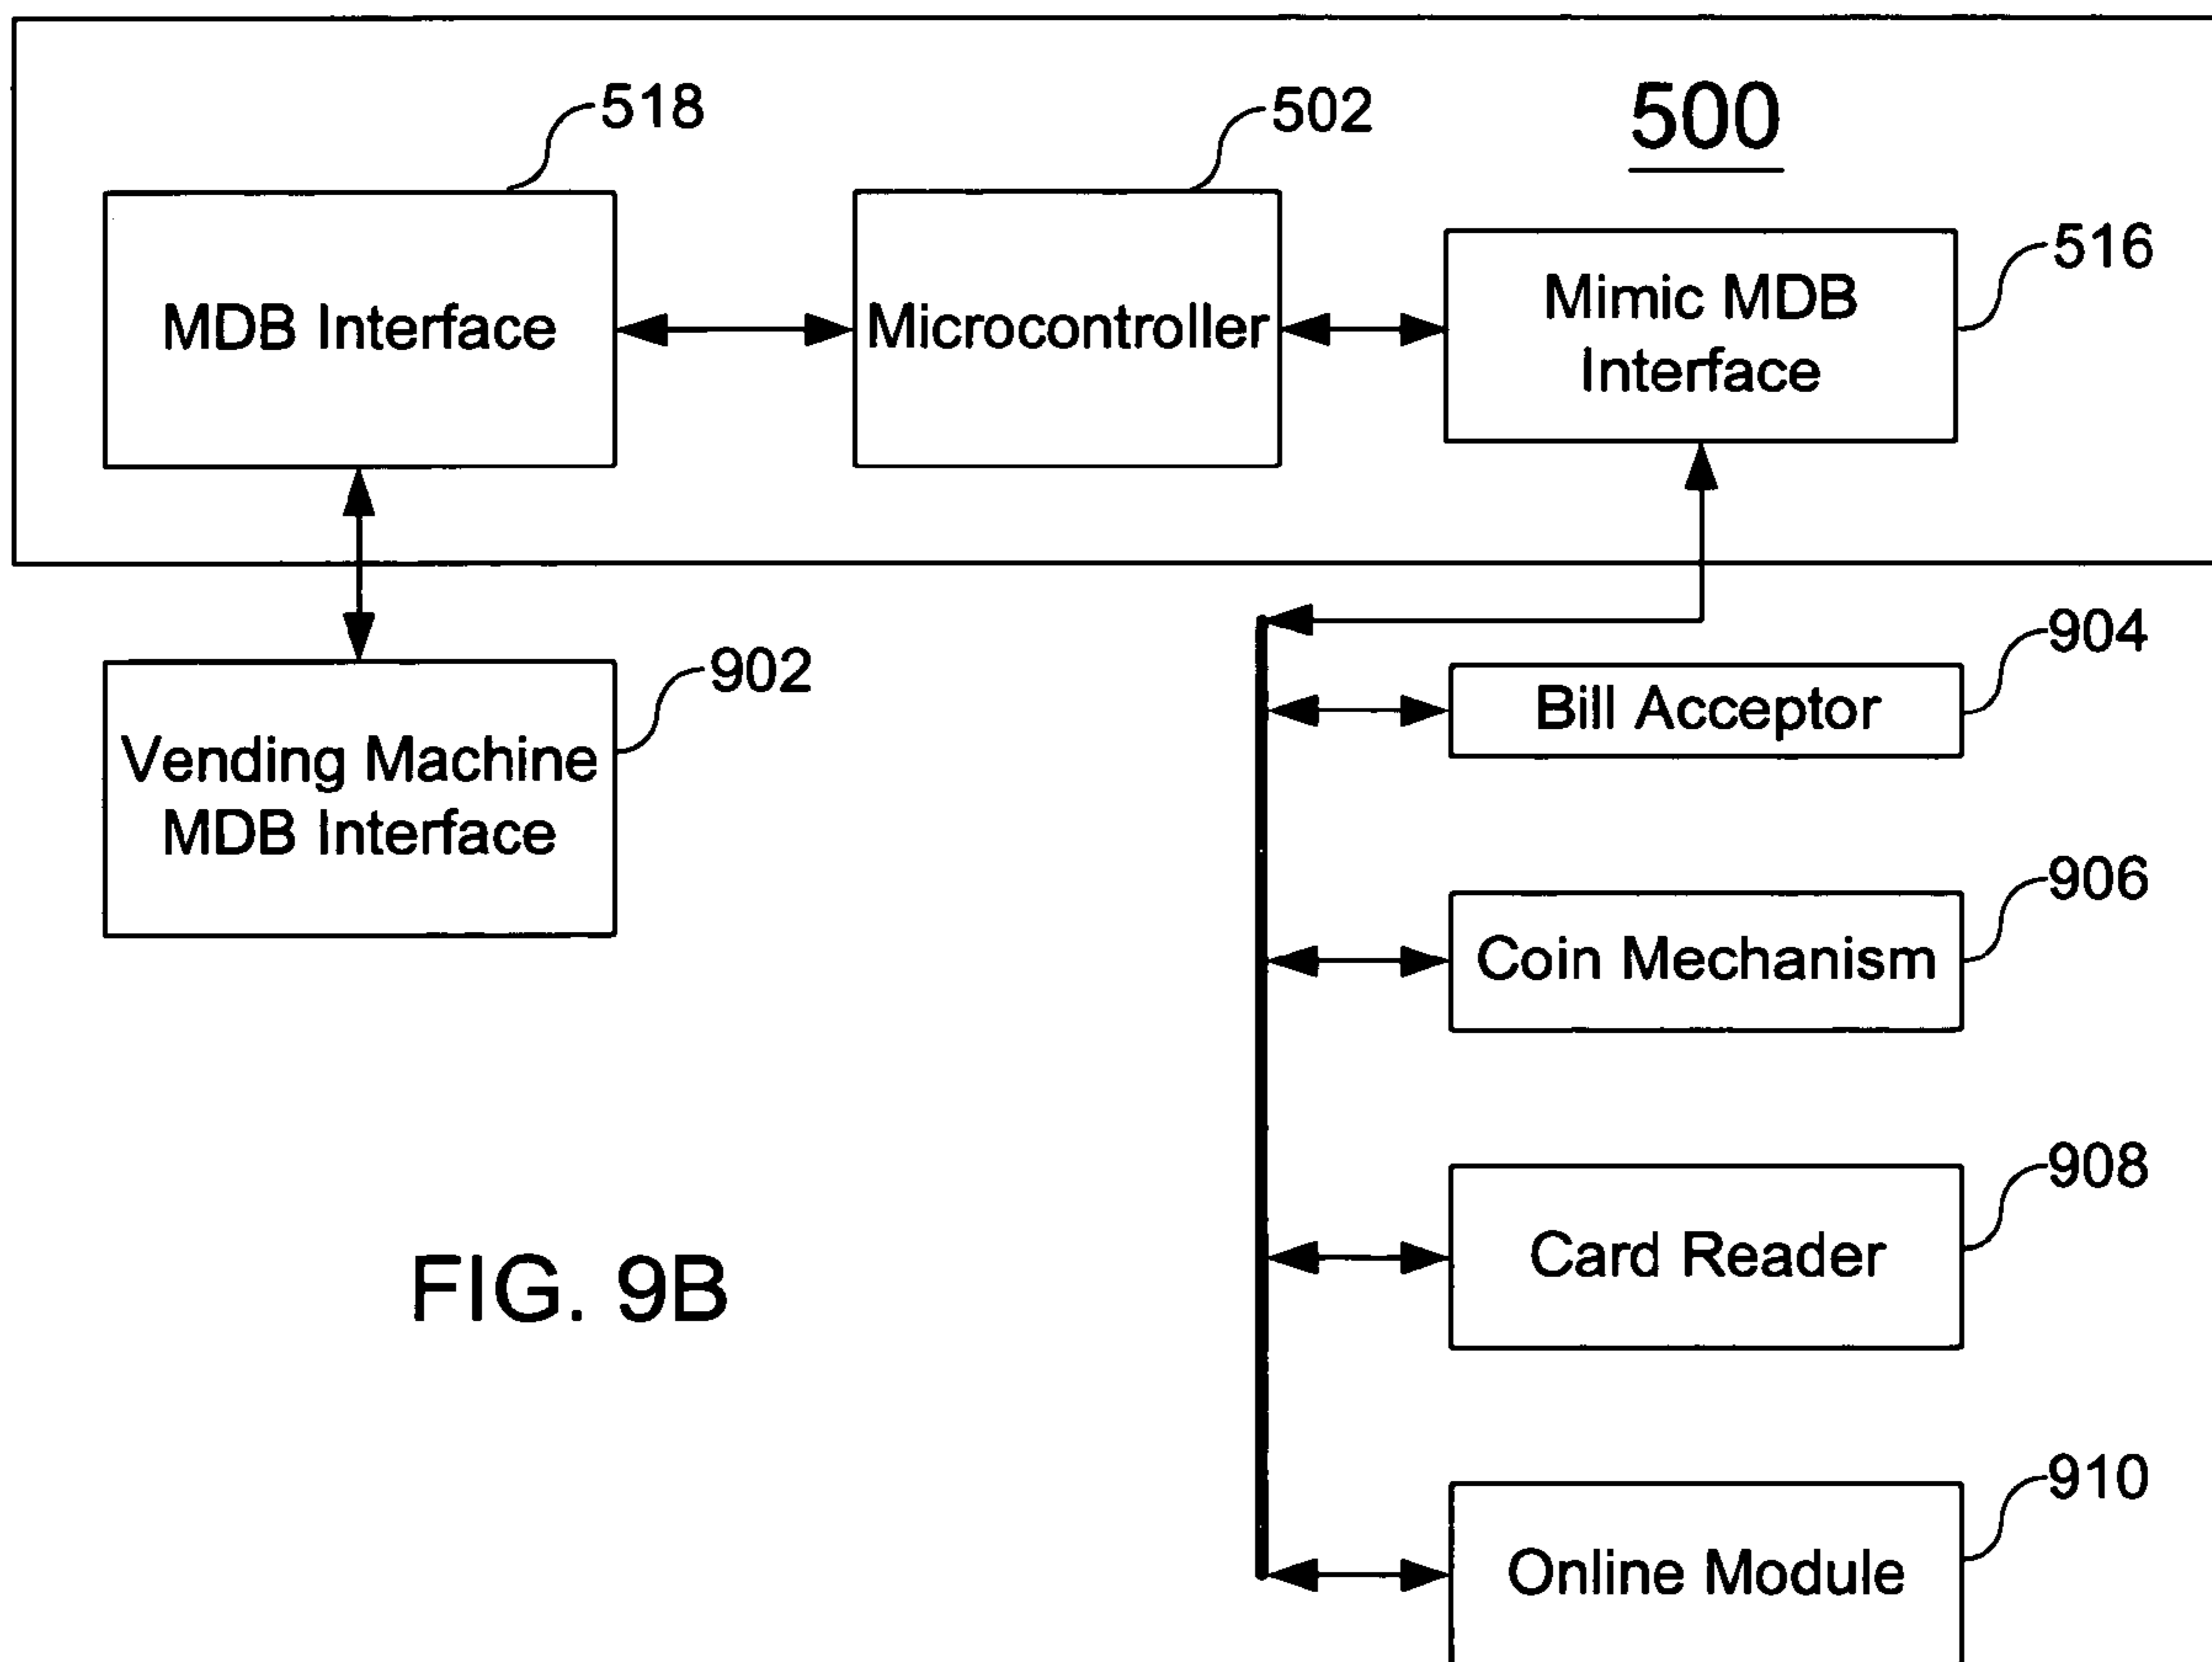 518
502
500
516
MDB Interface
Microcontroller
Mimic MDB
Interface
902
Vending Machine
MDB Interface
904
Bill Acceptor
906
Coin Mechanism
908
Card Reader
FIG. 9B
910
Online Module